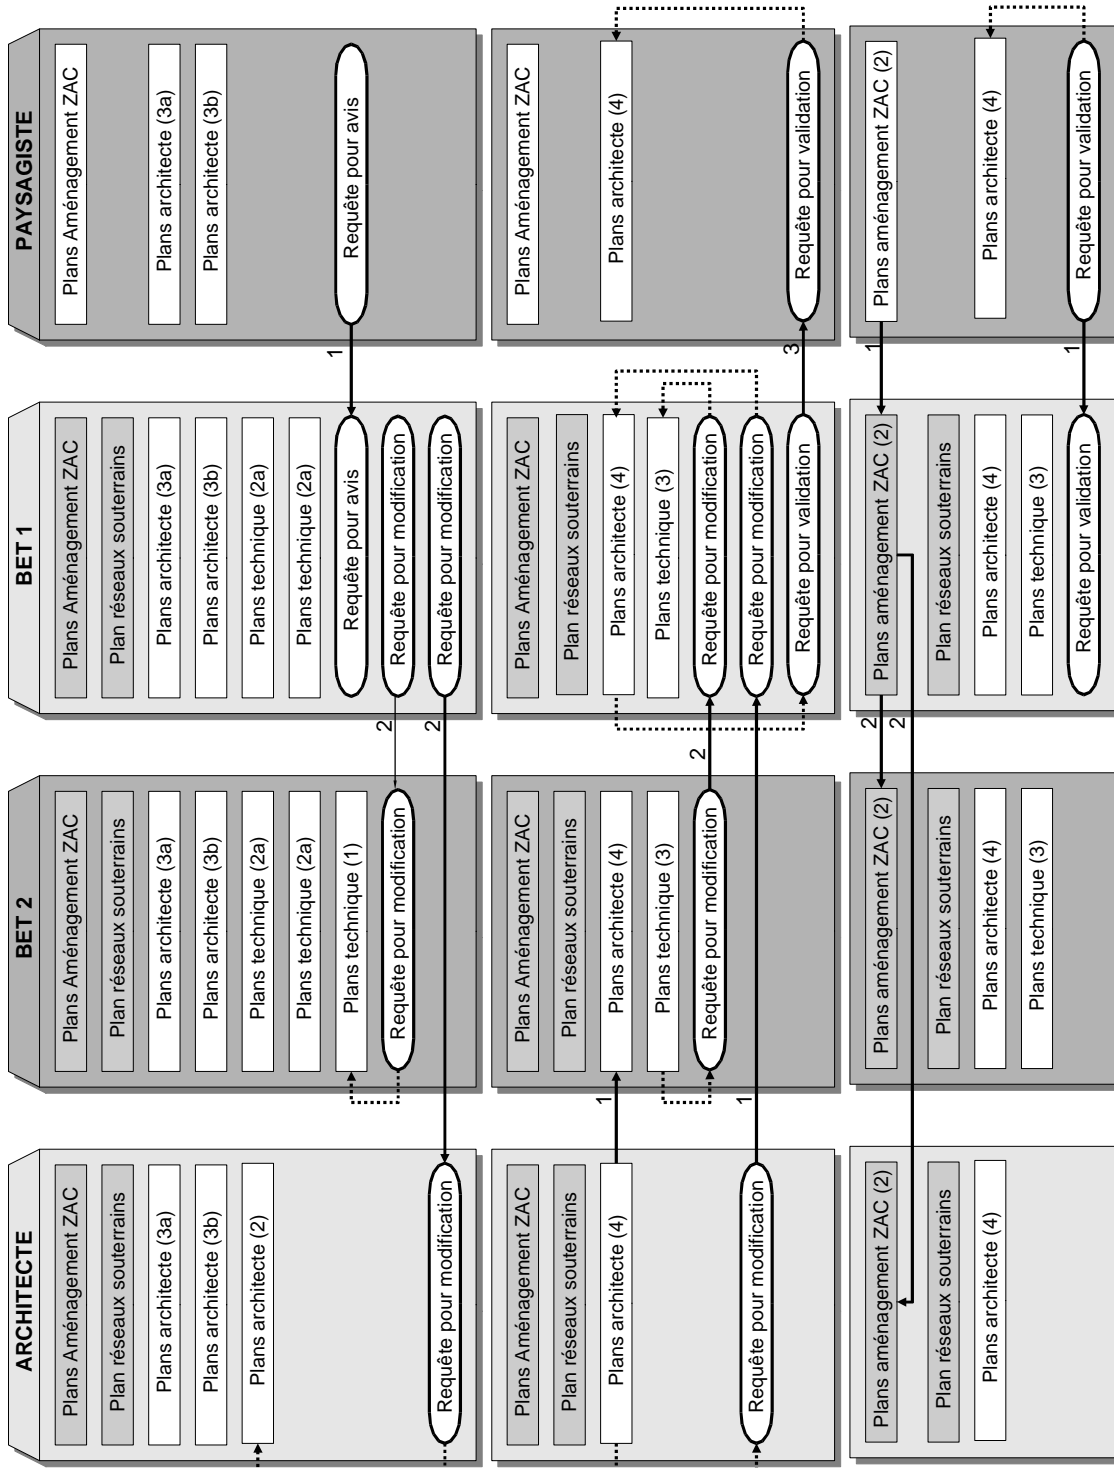 ARCHITECTE
BET 2
BET 1
PAYSAGISTE
Plans Aménagement ZAC
Plan réseaux souterrains
Plans architecte (3a)
Plans architecte (3b)
Plans architecte (2)
Requête pour modification
Plans Aménagement ZAC
Plan réseaux souterrains
Plans architecte (3a)
Plans architecte (3b)
Plans technique (2a)
Plans technique (2a)
Plans technique (1)
Requête pour modification
2
2
Plans Aménagement ZAC
Plan réseaux souterrains
Plans architecte (3a)
Plans architecte (3b)
Plans technique (2a)
Plans technique (2a)
Requête pour avis
Requête pour modification
Requête pour modification
1
Plans Aménagement ZAC
Plans architecte (3a)
Plans architecte (3b)
Requête pour avis
Plans Aménagement ZAC
Plan réseaux souterrains
Plans architecte (4)
Requête pour modification
1
1
Plans Aménagement ZAC
Plan réseaux souterrains
Plans architecte (4)
Plans technique (3)
Requête pour modification
2
Plans Aménagement ZAC
Plan réseaux souterrains
Plans architecte (4)
Plans technique (3)
Requête pour modification
Requête pour modification
Requête pour validation
3
Plans Aménagement ZAC
Plans architecte (4)
Requête pour validation
Plans aménagement ZAC (2)
Plan réseaux souterrains
Plans architecte (4)
Plans aménagement ZAC (2)
Plan réseaux souterrains
Plans architecte (4)
Plans technique (3)
2
2
Plans aménagement ZAC (2)
Plan réseaux souterrains
Plans architecte (4)
Plans technique (3)
Requête pour validation
1
1
Plans aménagement ZAC (2)
Plans architecte (4)
Requête pour validation